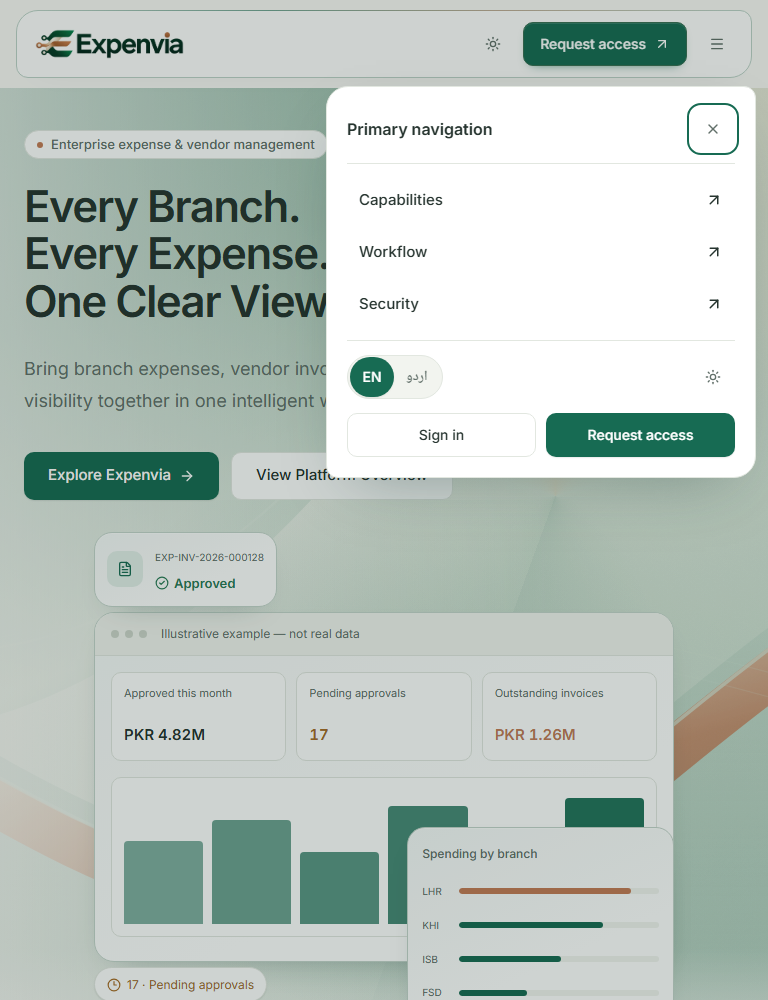 Expenvia
Request access
Primary navigation
Enterprise expense & vendor management
Capabilities
Workflow
Security
EN
اردو
Sign in
Request access
Every Branch.
Every Expense.
One Clear View
Bring branch expenses, vendor
visibility together in one intelligent
Explore Expenvia
View Platform Overview
EXP-INV-2026-000128
Approved
Illustrative example — not real data
Approved this month
PKR 4.82M
Pending approvals
17
Outstanding invoices
PKR 1.26M
Spending by branch
LHR
KHI
ISB
FSD
17 · Pending approvals